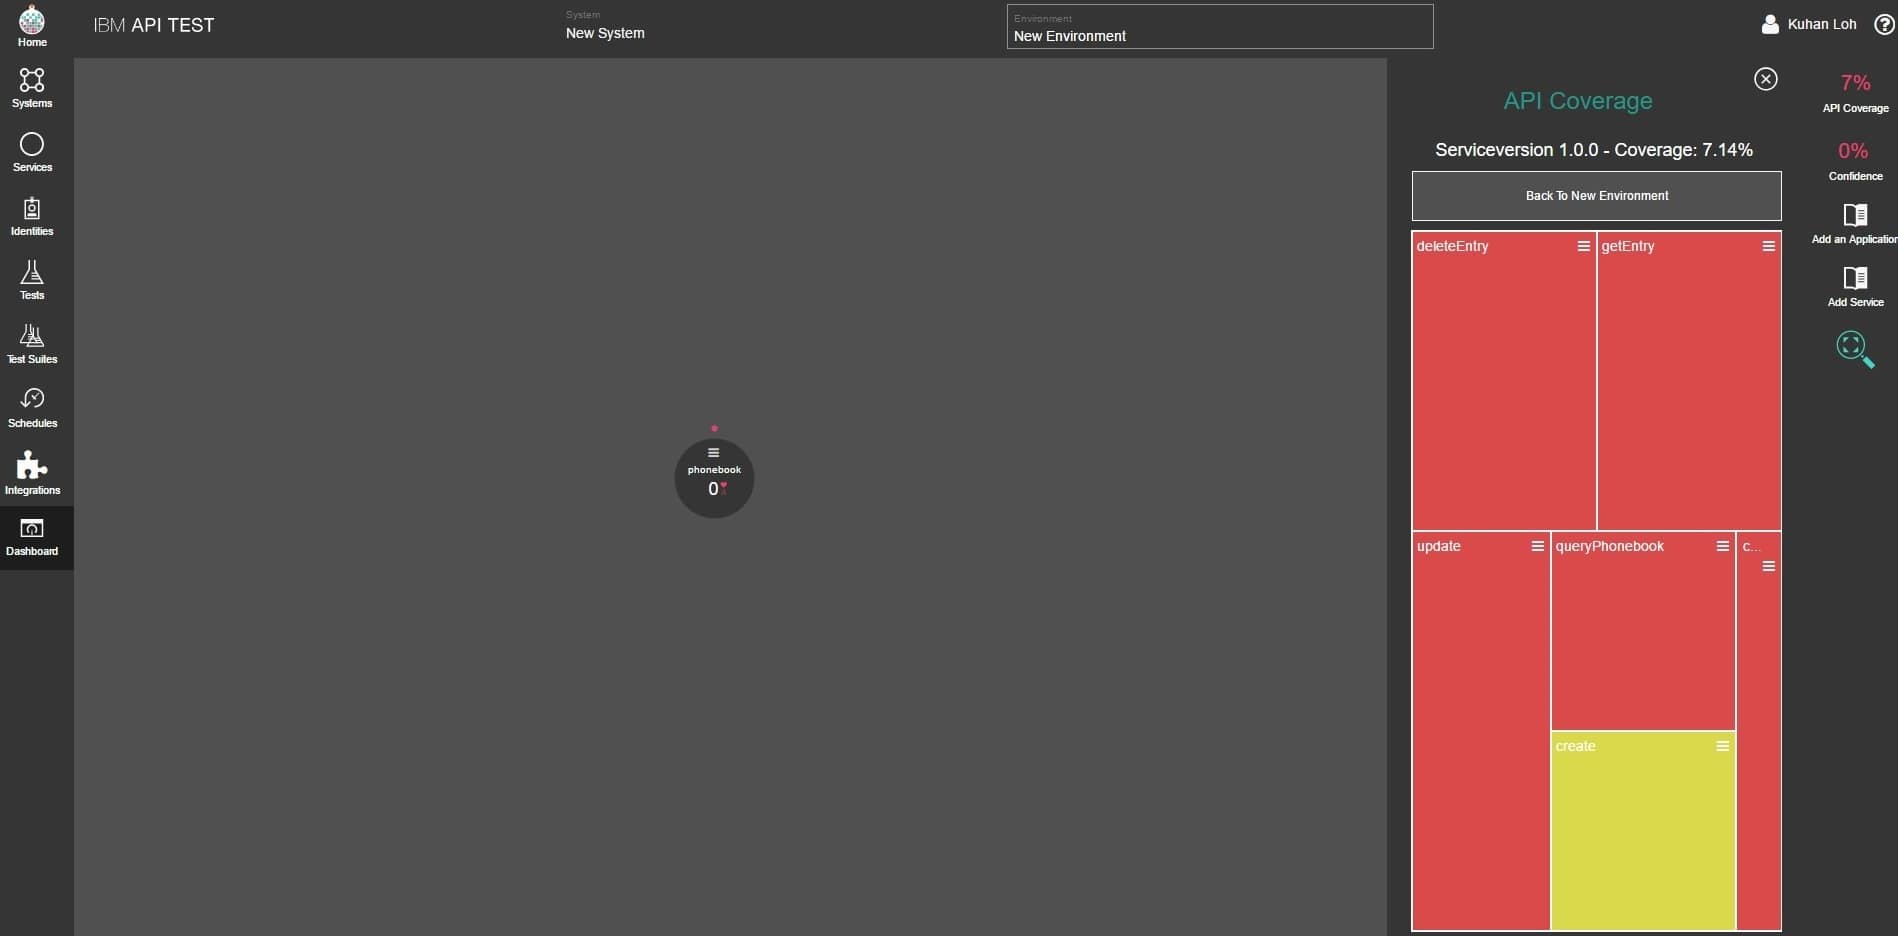 Home
IBM API TEST
System
New System
Environment
New Environment
Kuhan Loh
Systems
Services
Identities
Tests
Test Suites
Schedules
Integrations
Dashboard
phonebook
0
API Coverage
Serviceversion 1.0.0 - Coverage: 7.14%
Back To New Environment
deleteEntry
getEntry
update
queryPhonebook
c...
create
7%
API Coverage
0%
Confidence
Add an Application
Add Service